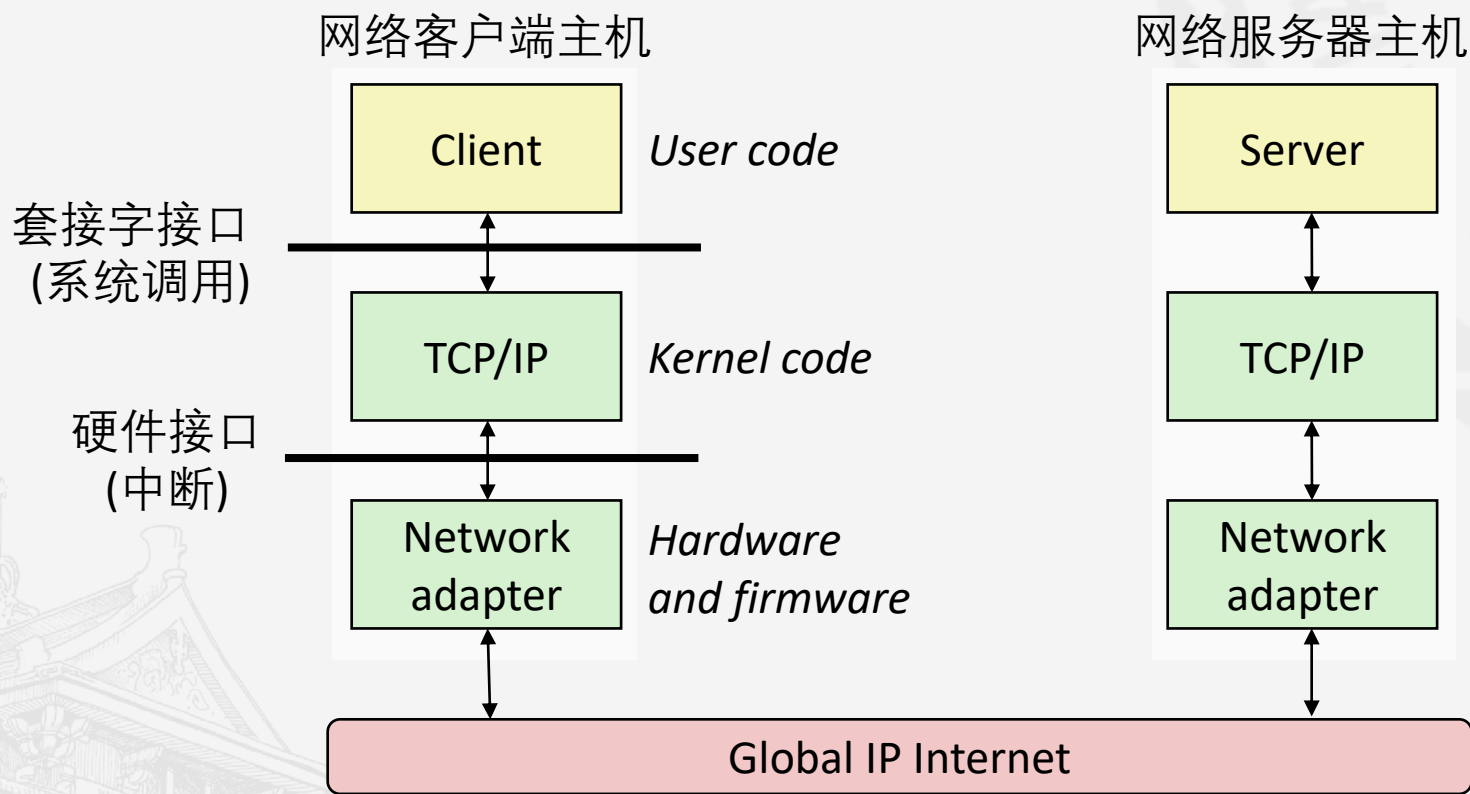 网络客户端主机
网络服务器主机
Client
User code
Server
套接字接口
(系统调用)
TCP/IP
Kernel code
TCP/IP
硬件接口
(中断)
Network
adapter
Hardware
and firmware
Network
adapter
Global IP Internet